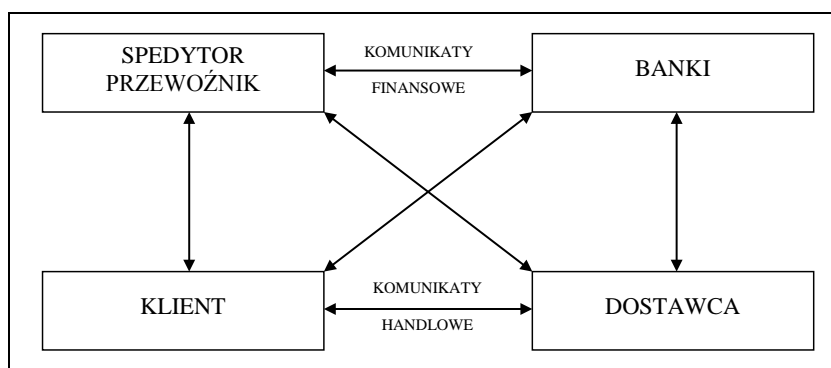 SPEDYTOR
PRZEWOŹNIK
KOMUNIKATY
FINANSOWE
BANKI
KLIENT
KOMUNIKATY
HANDLOWE
DOSTAWCA